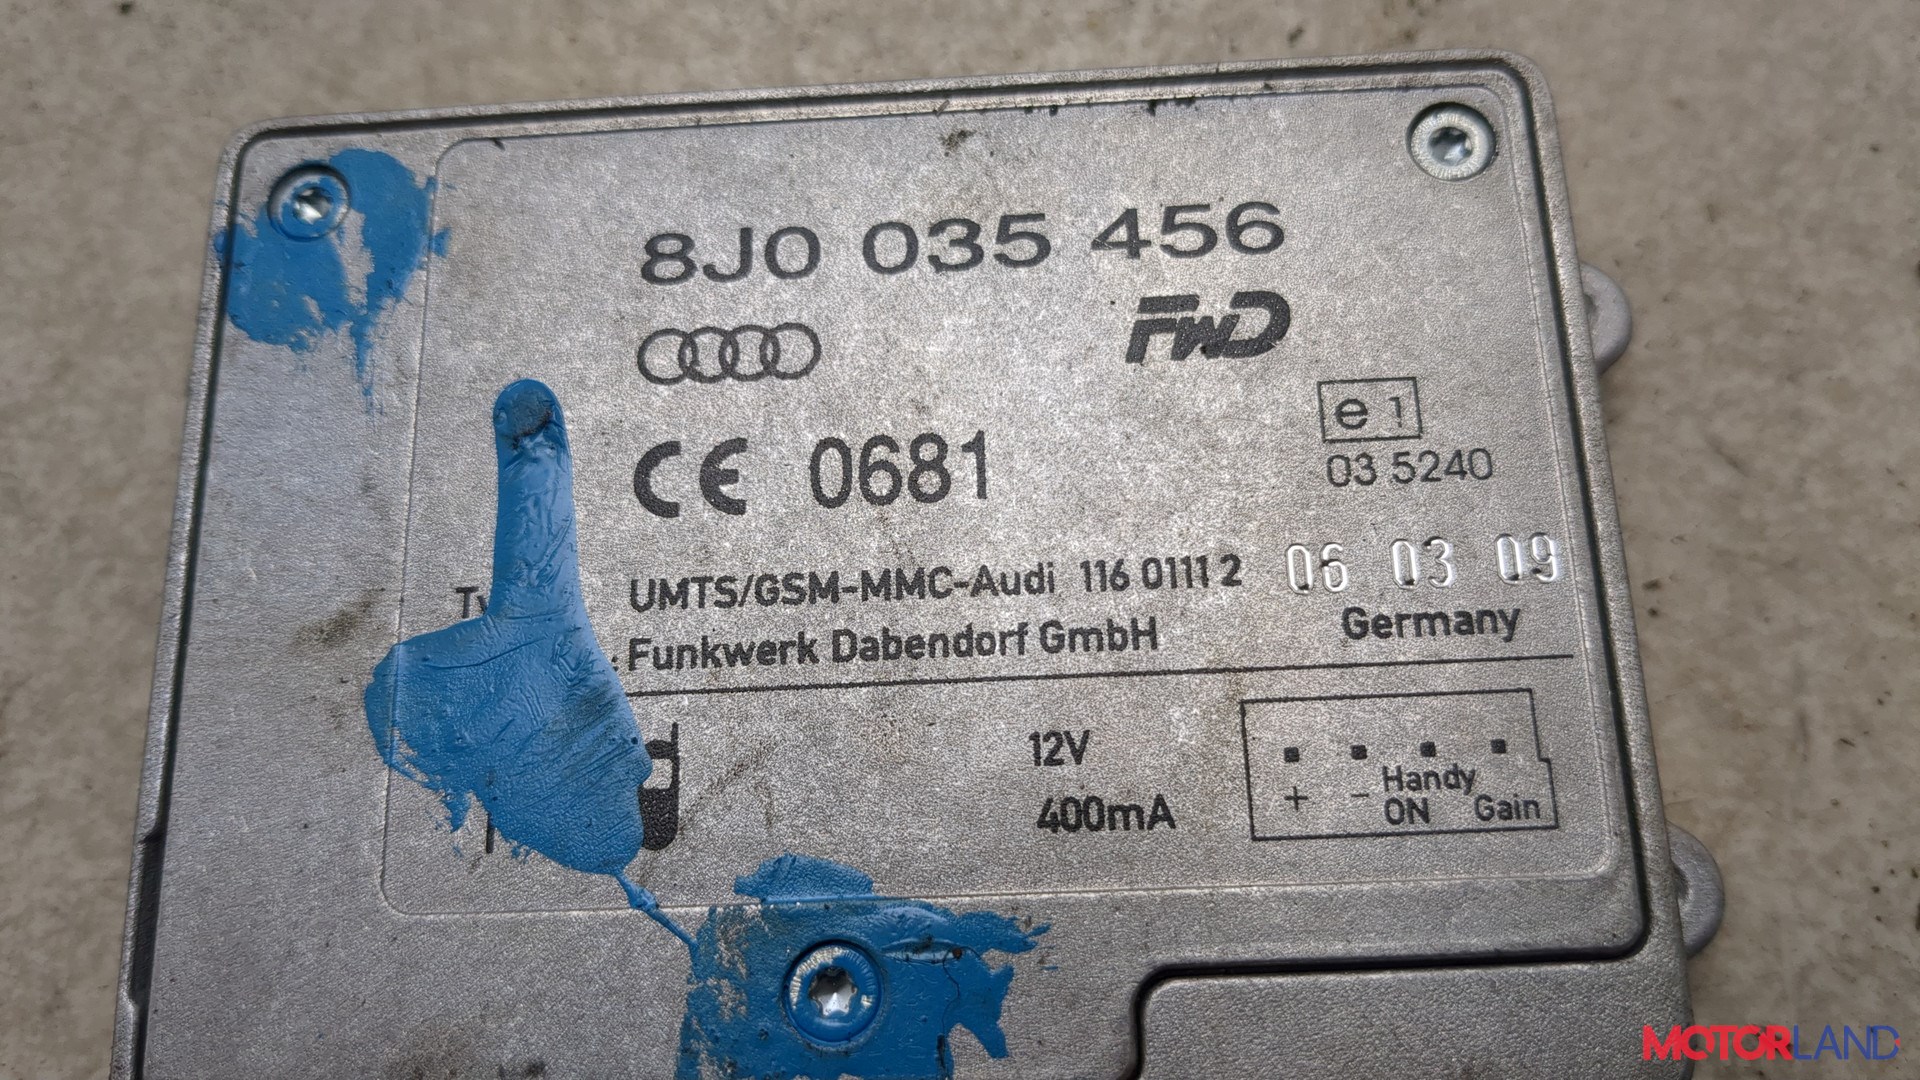 8J0 035 456
FWD
CE 0681
e 1
03 5240
UMTS/GSM-MMC-Audi 116 0111 2 06 03 09
Funkwerk Dabendorf GmbH Germany
12V
400mA
+ - Handy ON Gain
MOTORLAND